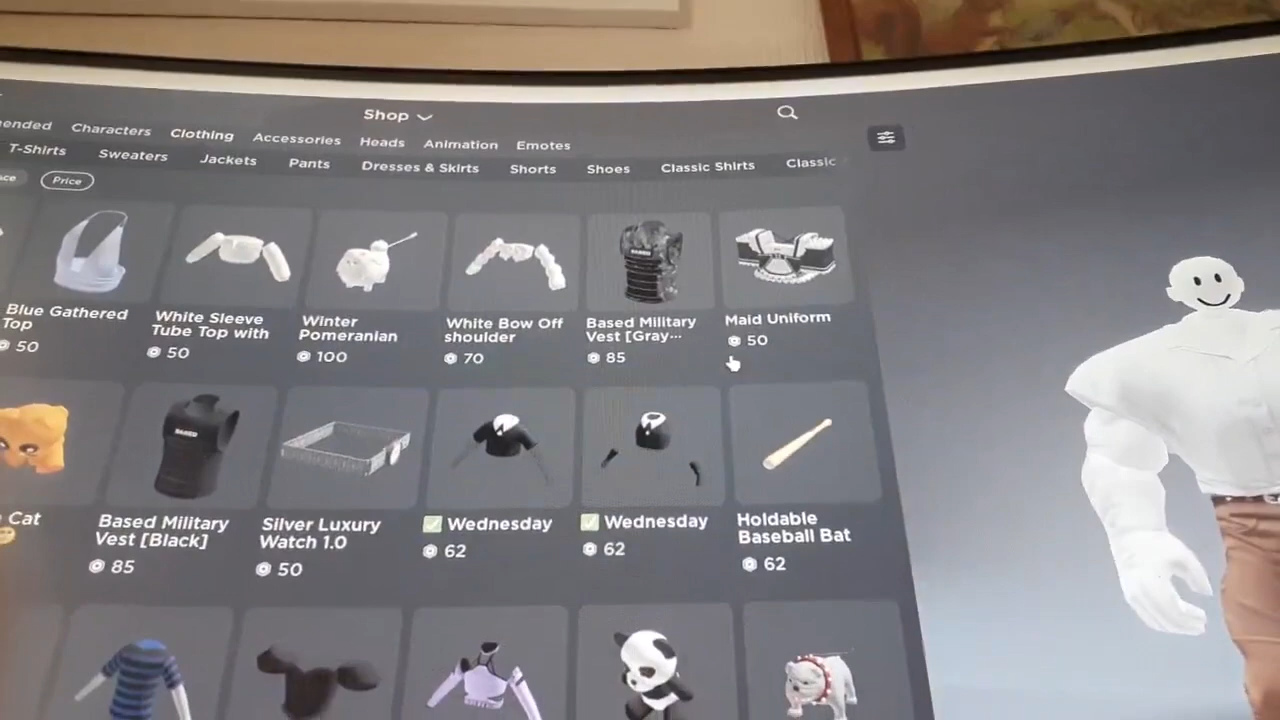 Shop
Characters Clothing Accessories Heads Animation Emotes
T-Shirts Sweaters Jackets Pants Dresses & Skirts Shorts Shoes Classic Shirts Classic
Price
Blue Gathered
Top
50
White Sleeve
Tube Top with
50
Winter
Pomeranian
100
White Bow Off
shoulder
70
Based Military
Vest [Gray...
85
Maid Uniform
50
Cat
Based Military
Vest [Black]
85
Silver Luxury
Watch 1.0
50
✅ Wednesday
62
✅ Wednesday
62
Holdable
Baseball Bat
62